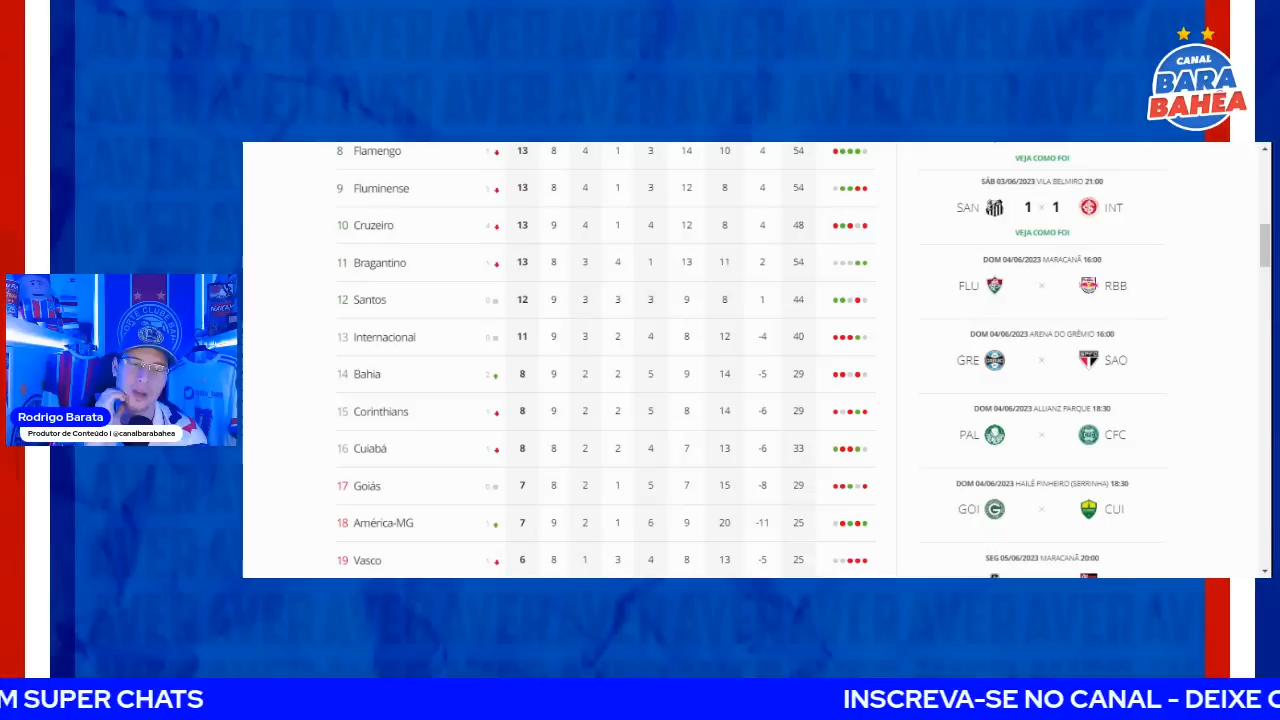 CANAL
BARA
BAHÊA
8 Flamengo 13 8 4 1 3 14 10 4 54
9 Fluminense 13 8 4 1 3 12 8 4 54
10 Cruzeiro 13 9 4 1 4 12 8 4 48
11 Bragantino 13 8 3 4 1 13 11 2 54
12 Santos 12 9 3 3 3 9 8 1 44
13 Internacional 11 9 3 2 4 8 12 -4 40
14 Bahia 8 9 2 2 5 9 14 -5 29
15 Corinthians 8 9 2 2 5 8 14 -6 29
16 Cuiabá 8 8 2 2 4 7 13 -6 33
17 Goiás 7 8 2 1 5 7 15 -8 29
18 América-MG 7 9 2 1 6 9 20 -11 25
19 Vasco 6 8 1 3 4 8 13 -5 25
VEJA COMO FOI
SÁB 03/06/2023 VILA BELMIRO 21:00
SAN 1 × 1 INT
VEJA COMO FOI
DOM 04/06/2023 MARACANÃ 16:00
FLU × RBB
DOM 04/06/2023 ARENA DO GRÊMIO 16:00
GRE × SAO
DOM 04/06/2023 ALLIANZ PARQUE 18:30
PAL × CFC
DOM 04/06/2023 HAILÉ PINHEIRO (SERRINHA) 18:30
GOI × CUI
SEG 05/06/2023 MARACANÃ 20:00
Rodrigo Barata
Produtor de Conteúdo | @canalbarabahea
M SUPER CHATS
INSCREVA-SE NO CANAL - DEIXE